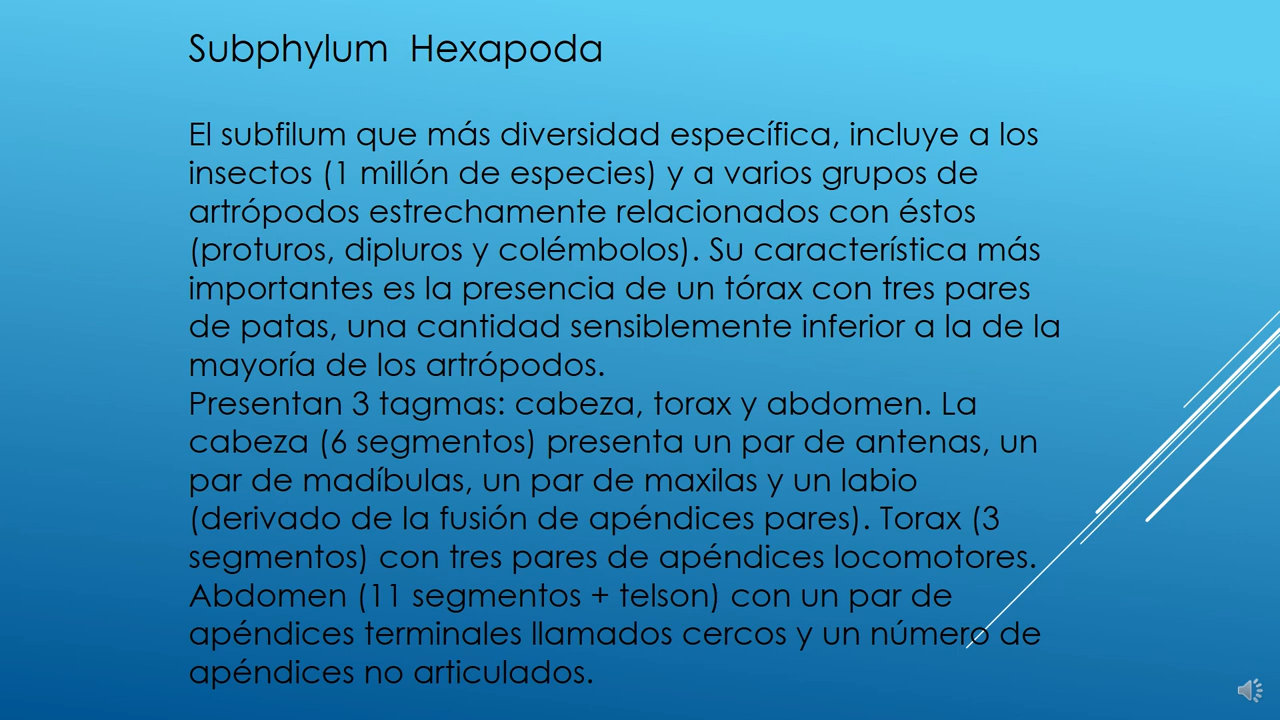 Subphylum Hexapoda
El subfilum que más diversidad específica, incluye a los
insectos (1 millón de especies) y a varios grupos de
artrópodos estrechamente relacionados con éstos
(proturos, dipluros y colémbolos). Su característica más
importantes es la presencia de un tórax con tres pares
de patas, una cantidad sensiblemente inferior a la de la
mayoría de los artrópodos.
Presentan 3 tagmas: cabeza, torax y abdomen. La
cabeza (6 segmentos) presenta un par de antenas, un
par de madíbulas, un par de maxilas y un labio
(derivado de la fusión de apéndices pares). Torax (3
segmentos) con tres pares de apéndices locomotores.
Abdomen (11 segmentos + telson) con un par de
apéndices terminales llamados cercos y un número de
apéndices no articulados.